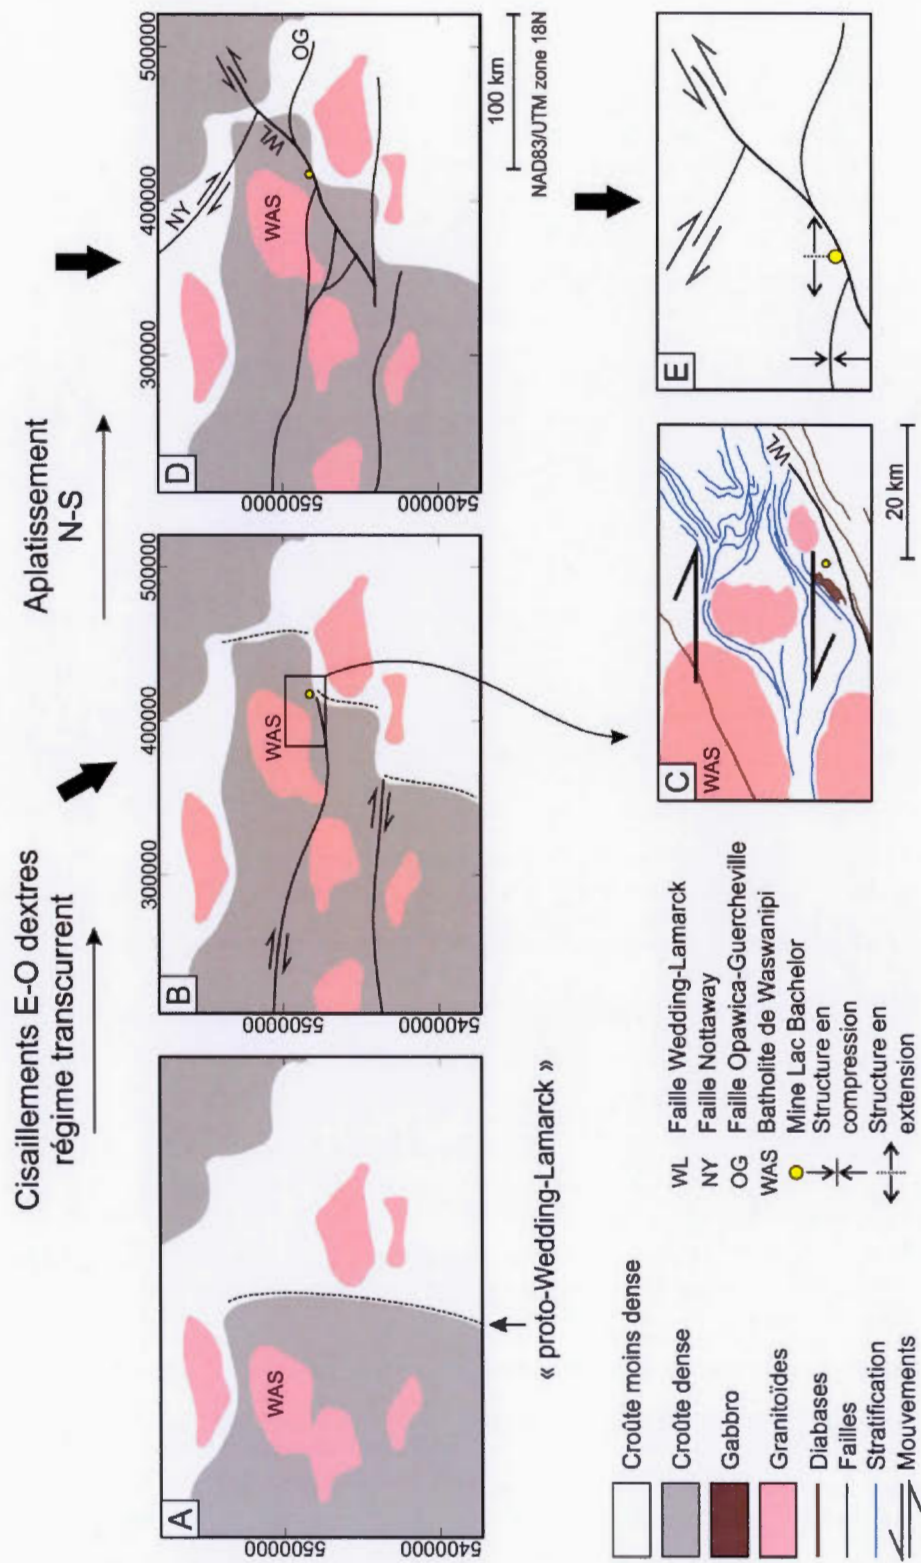 Cisaillements E-O dextres
régime transcurrent
Aplatissement
N-S
A
5500000
5400000
WAS
« proto-Wedding-Lamarck »
B
300000
400000
500000
5500000
5400000
WAS
D
300000
400000
500000
5500000
5400000
NY
WAS
WL
OG
100 km
NAD83/UTM zone 18N
Croûte moins dense
Croûte dense
Gabbro
Granitoïdes
Diabases
Failles
Stratification
Mouvements
WL Faille Wedding-Lamarck
NY Faille Nottaway
OG Faille Opawica-Guercheville
WAS Batholite de Waswanipi
Mine Lac Bachelor
Structure en
compression
Structure en
extension
C
WAS
WL
20 km
E